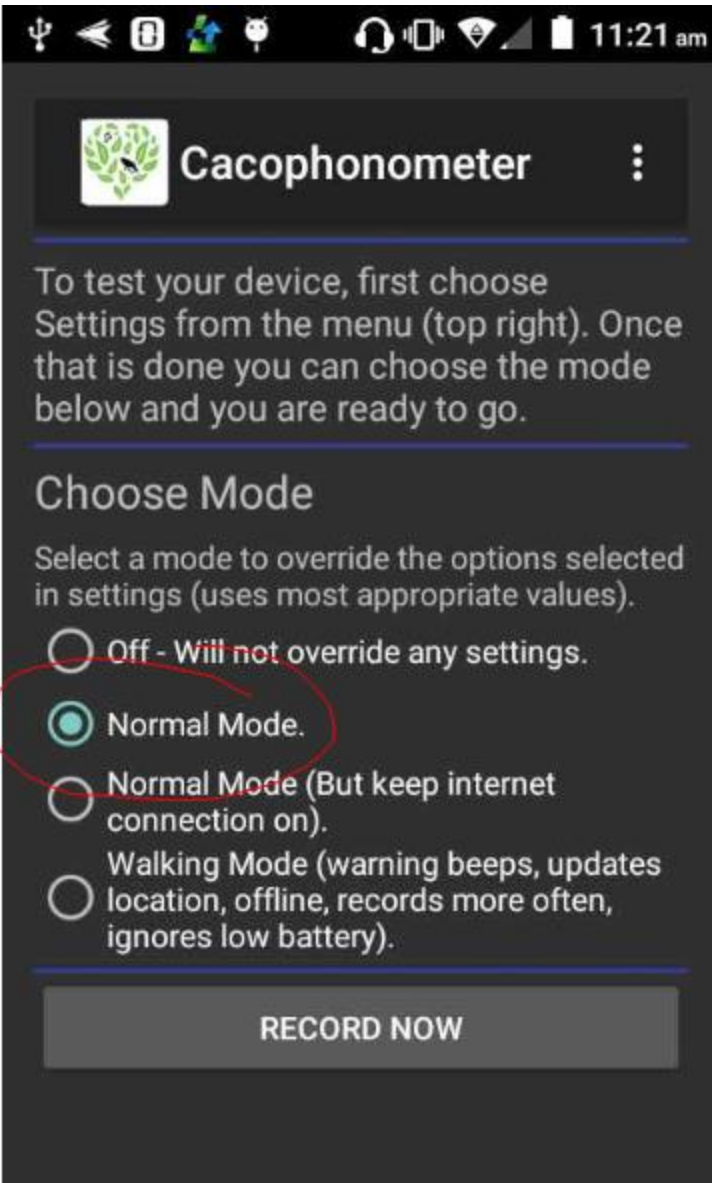 11:21 am
Cacophonometer
To test your device, first choose
Settings from the menu (top right). Once
that is done you can choose the mode
below and you are ready to go.
Choose Mode
Select a mode to override the options selected
in settings (uses most appropriate values).
Off - Will not override any settings.
Normal Mode.
Normal Mode (But keep internet
connection on).
Walking Mode (warning beeps, updates
location, offline, records more often,
ignores low battery).
RECORD NOW